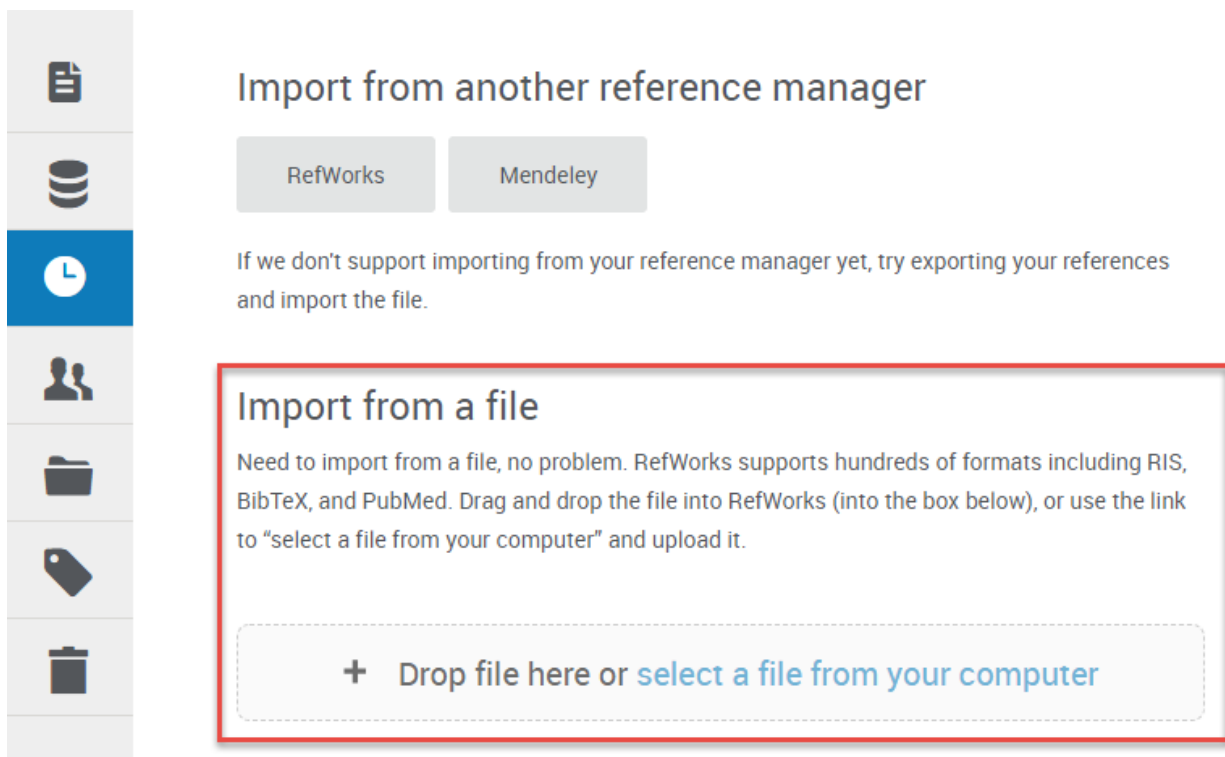 Import from another reference manager
RefWorks Mendeley
If we don't support importing from your reference manager yet, try exporting your references
and import the file.
Import from a file
Need to import from a file, no problem. RefWorks supports hundreds of formats including RIS,
BibTeX, and PubMed. Drag and drop the file into RefWorks (into the box below), or use the link
to “select a file from your computer” and upload it.
+ Drop file here or select a file from your computer